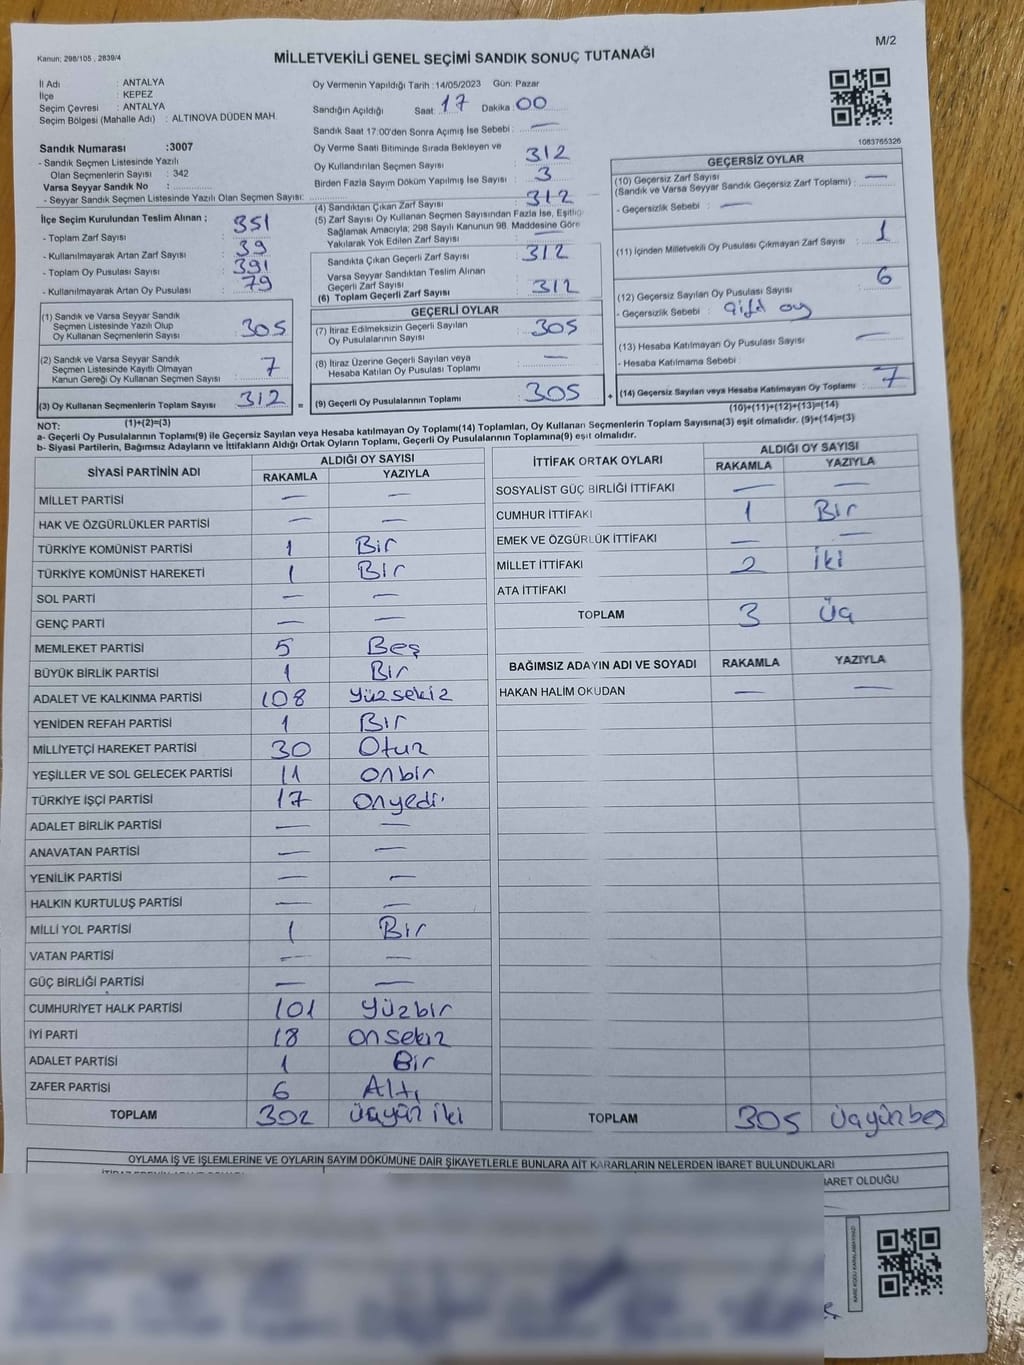 Kanun: 298/105 , 2839/4
M/2
MİLLETVEKİLİ GENEL SEÇİMİ SANDIK SONUÇ TUTANAĞI
İl Adı : ANTALYA
İlçe : KEPEZ
Seçim Çevresi : ANTALYA
Seçim Bölgesi (Mahalle Adı) : ALTINOVA DÜDEN MAH.
Sandık Numarası :3007
- Sandık Seçmen Listesinde Yazılı
Olan Seçmenlerin Sayısı : 342
Varsa Seyyar Sandık No :
- Seyyar Sandık Seçmen Listesinde Yazılı Olan Seçmen Sayısı:
İlçe Seçim Kurulundan Teslim Alınan ;
- Toplam Zarf Sayısı : 351
- Kullanılmayarak Artan Zarf Sayısı : 39
- Toplam Oy Pusulası Sayısı : 391
- Kullanılmayarak Artan Oy Pusulası : 79
Oy Vermenin Yapıldığı Tarih : 14/05/2023 Gün: Pazar
Sandığın Açıldığı Saat 17 Dakika 00
Sandık Saat 17:00'den Sonra Açımış İse Sebebi : —
Oy Verme Saati Bitiminde Sırada Bekleyen ve
Oy Kullandırılan Seçmen Sayısı : 312
Birden Fazla Sayım Döküm Yapılmış İse Sayısı : 3
(4) Sandıktan Çıkan Zarf Sayısı : 312
(5) Zarf Sayısı Oy Kullanan Seçmen Sayısından Fazla İse, Eşitliği
Sağlamak Amacıyla; 298 Sayılı Kanunun 98. Maddesine Göre
Yakılarak Yok Edilen Zarf Sayısı : —
Sandıkta Çıkan Geçerli Zarf Sayısı : 312
Varsa Seyyar Sandıktan Teslim Alınan
Geçerli Zarf Sayısı :
(6) Toplam Geçerli Zarf Sayısı : 312
1083765326
GEÇERSİZ OYLAR
(10) Geçersiz Zarf Sayısı
(Sandık ve Varsa Seyyar Sandık Geçersiz Zarf Toplamı) : —
- Geçersizlik Sebebi : —
(11) İçinden Milletvekili Oy Pusulası Çıkmayan Zarf Sayısı : 1
(12) Geçersiz Sayılan Oy Pusulası Sayısı : 6
- Geçersizlik Sebebi : Çift oy
(13) Hesaba Katılmayan Oy Pusulası Sayısı : —
- Hesaba Katılmama Sebebi :
(14) Geçersiz Sayılan veya Hesaba Katılmayan Oy Toplamı : 7
(10)+(11)+(12)+(13)=(14)
(1) Sandık ve Varsa Seyyar Sandık
Seçmen Listesinde Yazılı Olup
Oy Kullanan Seçmenlerin Sayısı : 305
(2) Sandık ve Varsa Seyyar Sandık
Seçmen Listesinde Kayıtlı Olmayan
Kanun Gereği Oy Kullanan Seçmen Sayısı : 7
(3) Oy Kullanan Seçmenlerin Toplam Sayısı : 312 =
(1)+(2)=(3)
GEÇERLİ OYLAR
(7) İtiraz Edilmeksizin Geçerli Sayılan
Oy Pusulalarının Sayısı : 305
(8) İtiraz Üzerine Geçerli Sayılan veya
Hesaba Katılan Oy Pusulası Toplamı : —
(9) Geçerli Oy Pusulalarının Toplamı : 305 +
NOT:
a- Geçerli Oy Pusulalarının Toplamı(9) ile Geçersiz Sayılan veya Hesaba katılmayan Oy Toplamı(14) Toplamları, Oy Kullanan Seçmenlerin Toplam Sayısına(3) eşit olmalıdır. (9)+(14)=(3)
b- Siyasi Partilerin, Bağımsız Adayların ve İttifakların Aldığı Ortak Oyların Toplamı, Geçerli Oy Pusulalarının Toplamına(9) eşit olmalıdır.
SİYASİ PARTİNİN ADI ALDIĞI OY SAYISI
RAKAMLA YAZIYLA
MİLLET PARTİSİ — —
HAK VE ÖZGÜRLÜKLER PARTİSİ — —
TÜRKİYE KOMÜNİST PARTİSİ 1 Bir
TÜRKİYE KOMÜNİST HAREKETİ 1 Bir
SOL PARTİ — —
GENÇ PARTİ — —
MEMLEKET PARTİSİ 5 Beş
BÜYÜK BİRLİK PARTİSİ 1 Bir
ADALET VE KALKINMA PARTİSİ 108 Yüzsekiz
YENİDEN REFAH PARTİSİ 1 Bir
MİLLİYETÇİ HAREKET PARTİSİ 30 Otuz
YEŞİLLER VE SOL GELECEK PARTİSİ 11 Onbir
TÜRKİYE İŞÇİ PARTİSİ 17 Onyedi.
ADALET BİRLİK PARTİSİ — —
ANAVATAN PARTİSİ — —
YENİLİK PARTİSİ — —
HALKIN KURTULUŞ PARTİSİ — —
MİLLİ YOL PARTİSİ 1 Bir
VATAN PARTİSİ — —
GÜÇ BİRLİĞİ PARTİSİ — —
CUMHURİYET HALK PARTİSİ 101 Yüzbir
İYİ PARTİ 18 Onsekiz
ADALET PARTİSİ 1 Bir
ZAFER PARTİSİ 6 Altı
TOPLAM 302 Üçyüz iki
İTTİFAK ORTAK OYLARI ALDIĞI OY SAYISI
RAKAMLA YAZIYLA
SOSYALİST GÜÇ BİRLİĞİ İTTİFAKI — —
CUMHUR İTTİFAKI 1 Bir
EMEK VE ÖZGÜRLÜK İTTİFAKI — —
MİLLET İTTİFAKI 2 İki
ATA İTTİFAKI
TOPLAM 3 Üç
BAĞIMSIZ ADAYIN ADI VE SOYADI RAKAMLA YAZIYLA
HAKAN HALİM OKUDAN — —
TOPLAM 305 Üçyüzbeş
OYLAMA İŞ VE İŞLEMLERİNE VE OYLARIN SAYIM DÖKÜMÜNE DAİR ŞİKAYETLERLE BUNLARA AİT KARARLARIN NELERDEN İBARET BULUNDUKLARI
İBARET OLDUĞU